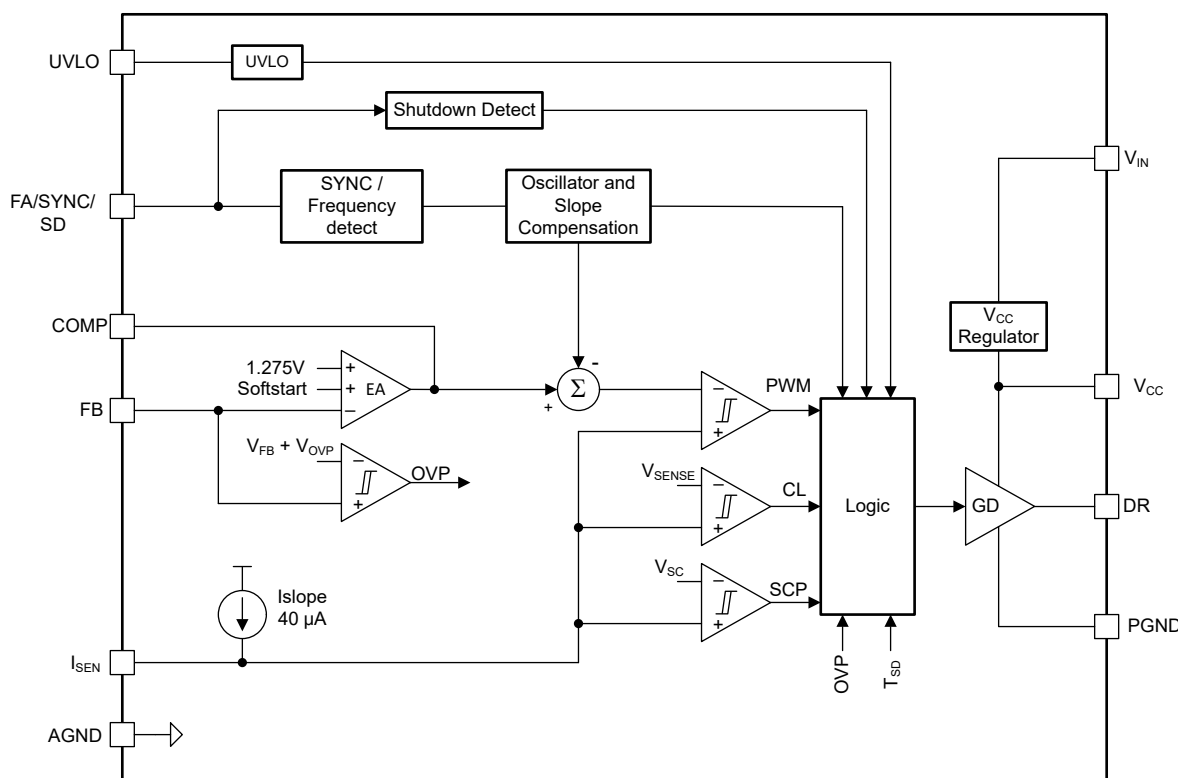 UVLO
UVLO
Shutdown Detect
FA/SYNC/
SD
SYNC /
Frequency
detect
Oscillator and
Slope
Compensation
V_IN
COMP
V_CC
Regulator
1.275V
Softstart
+
+
−
EA
-
+
Σ
−
+
PWM
V_CC
FB
V_FB + V_OVP
−
+
OVP
V_SENSE
−
+
CL
Logic
GD
DR
Islope
40 µA
V_SC
−
+
SCP
PGND
I_SEN
OVP
T_SD
AGND